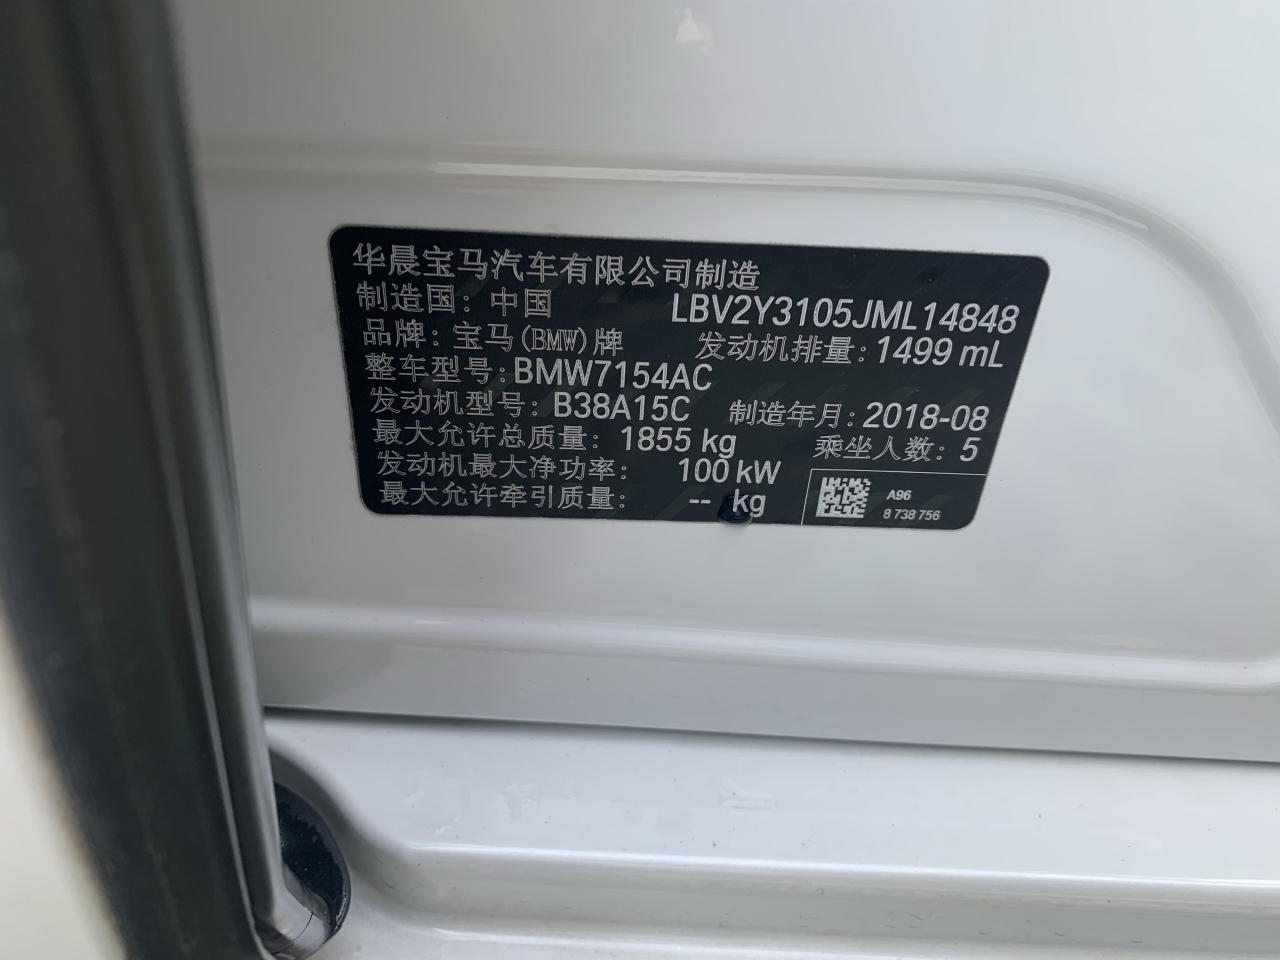 华晨宝马汽车有限公司制造
制造国: 中国 LBV2Y3105JML14848
品牌: 宝马(BMW)牌 发动机排量: 1499 mL
整车型号: BMW7154AC
发动机型号: B38A15C 制造年月: 2018-08
最大允许总质量: 1855 kg 乘坐人数: 5
发动机最大净功率: 100 kW
最大允许牵引质量: -- kg
A96
8 738 756